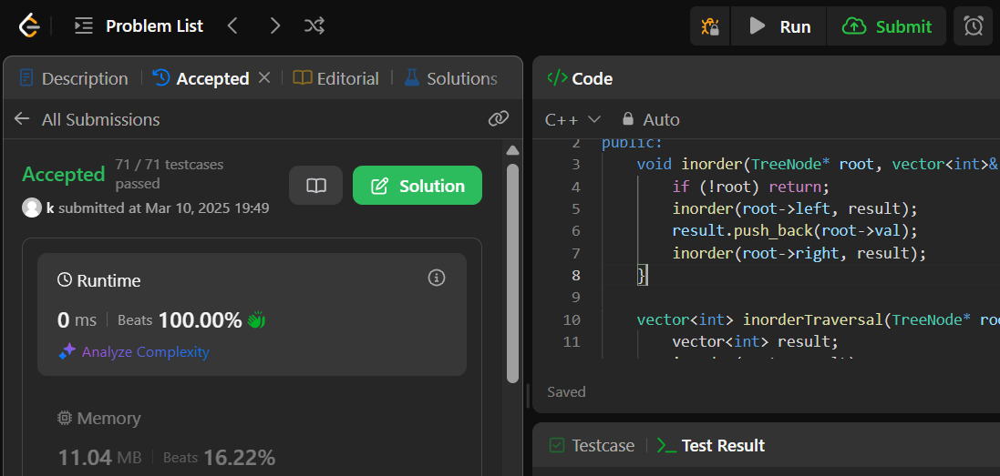 Problem List
Run
Submit
Description
Accepted
Editorial
Solutions
All Submissions
Accepted
71 / 71 testcases
passed
Solution
k submitted at Mar 10, 2025 19:49
Runtime
0 ms
Beats 100.00%
Analyze Complexity
Memory
11.04 MB
Beats 16.22%
</> Code
C++
Auto
2 public:
3 void inorder(TreeNode* root, vector<int>&
4 if (!root) return;
5 inorder(root->left, result);
6 result.push_back(root->val);
7 inorder(root->right, result);
8 }
9
10 vector<int> inorderTraversal(TreeNode* roo
11 vector<int> result;
Saved
Testcase
Test Result